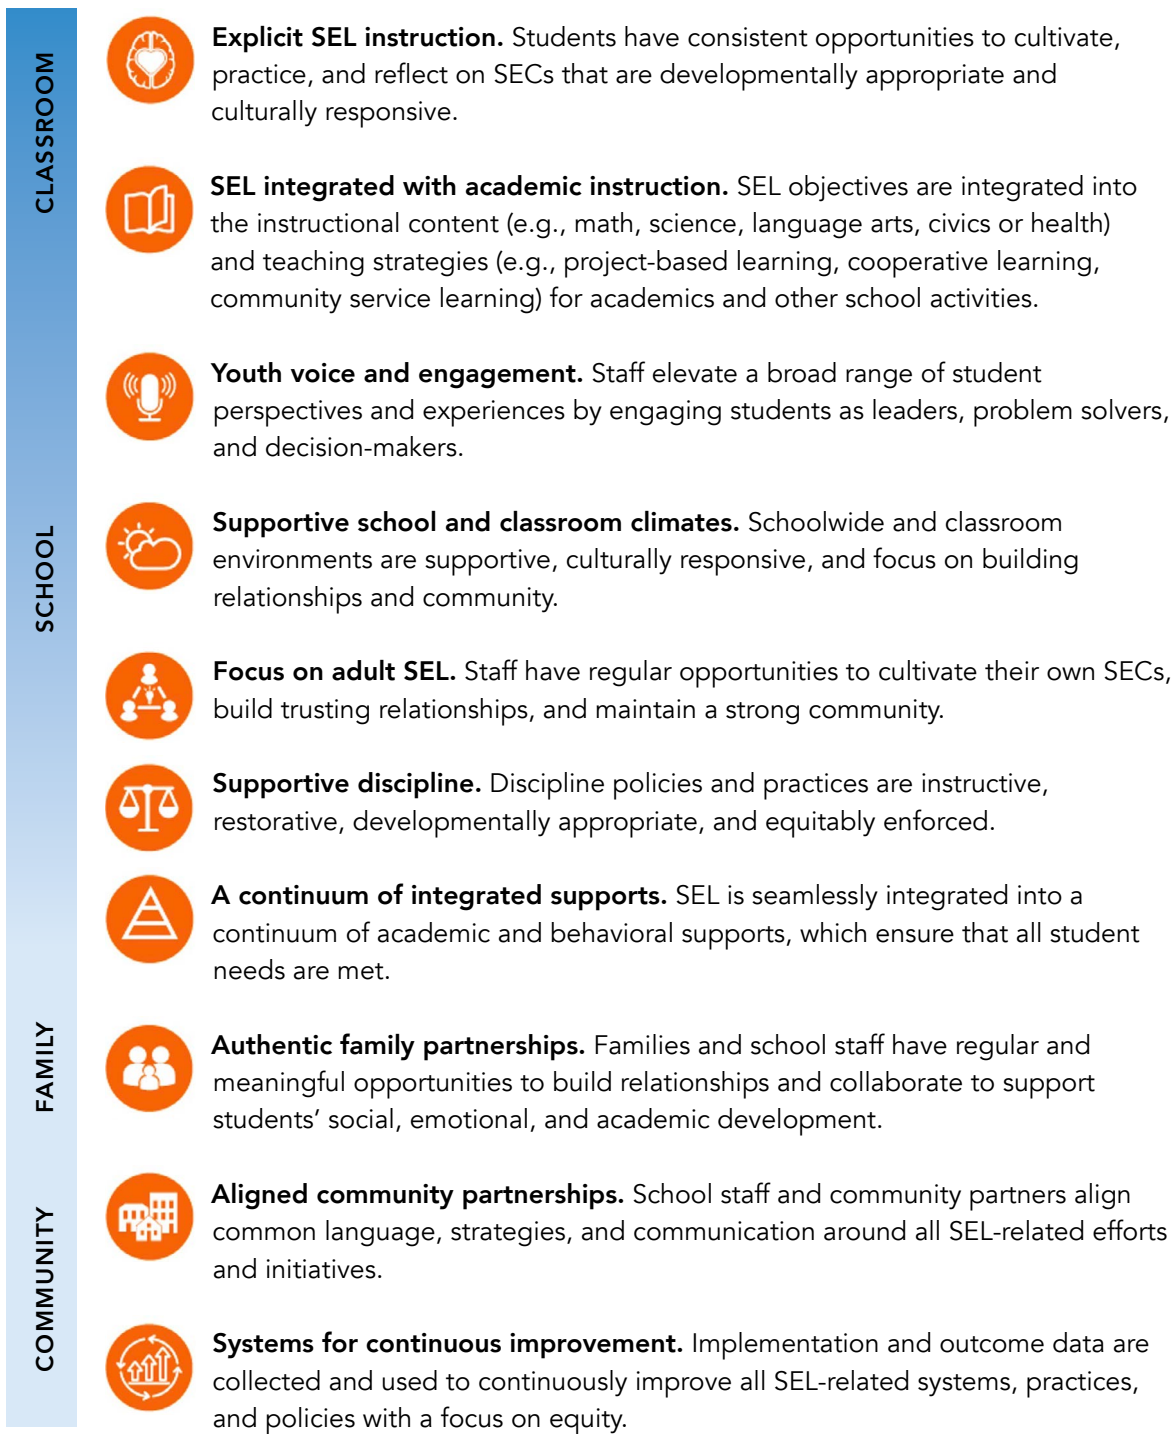 CLASSROOM
Explicit SEL instruction. Students have consistent opportunities to cultivate,
practice, and reflect on SECs that are developmentally appropriate and
culturally responsive.
SEL integrated with academic instruction. SEL objectives are integrated into
the instructional content (e.g., math, science, language arts, civics or health)
and teaching strategies (e.g., project-based learning, cooperative learning,
community service learning) for academics and other school activities.
Youth voice and engagement. Staff elevate a broad range of student
perspectives and experiences by engaging students as leaders, problem solvers,
and decision-makers.
SCHOOL
Supportive school and classroom climates. Schoolwide and classroom
environments are supportive, culturally responsive, and focus on building
relationships and community.
Focus on adult SEL. Staff have regular opportunities to cultivate their own SECs,
build trusting relationships, and maintain a strong community.
Supportive discipline. Discipline policies and practices are instructive,
restorative, developmentally appropriate, and equitably enforced.
A continuum of integrated supports. SEL is seamlessly integrated into a
continuum of academic and behavioral supports, which ensure that all student
needs are met.
FAMILY
Authentic family partnerships. Families and school staff have regular and
meaningful opportunities to build relationships and collaborate to support
students’ social, emotional, and academic development.
COMMUNITY
Aligned community partnerships. School staff and community partners align
common language, strategies, and communication around all SEL-related efforts
and initiatives.
Systems for continuous improvement. Implementation and outcome data are
collected and used to continuously improve all SEL-related systems, practices,
and policies with a focus on equity.